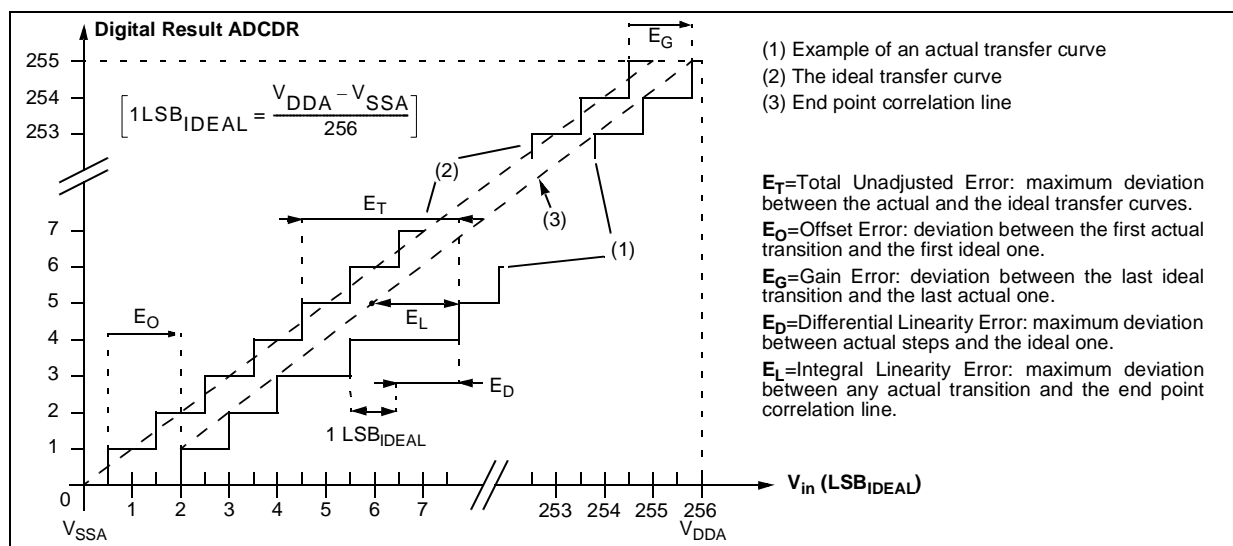 Digital Result ADCDR
E_G
255
254
253
[1LSB_IDEAL = (V_DDA – V_SSA) / 256]
(2)
(3)
(1)
E_T
7
6
5
4
3
2
1
0
E_O
E_L
E_D
1 LSB_IDEAL
1 2 3 4 5 6 7 253 254 255 256
V_in (LSB_IDEAL)
V_SSA
V_DDA
(1) Example of an actual transfer curve
(2) The ideal transfer curve
(3) End point correlation line
E_T=Total Unadjusted Error: maximum deviation
between the actual and the ideal transfer curves.
E_O=Offset Error: deviation between the first actual
transition and the first ideal one.
E_G=Gain Error: deviation between the last ideal
transition and the last actual one.
E_D=Differential Linearity Error: maximum deviation
between actual steps and the ideal one.
E_L=Integral Linearity Error: maximum deviation
between any actual transition and the end point
correlation line.